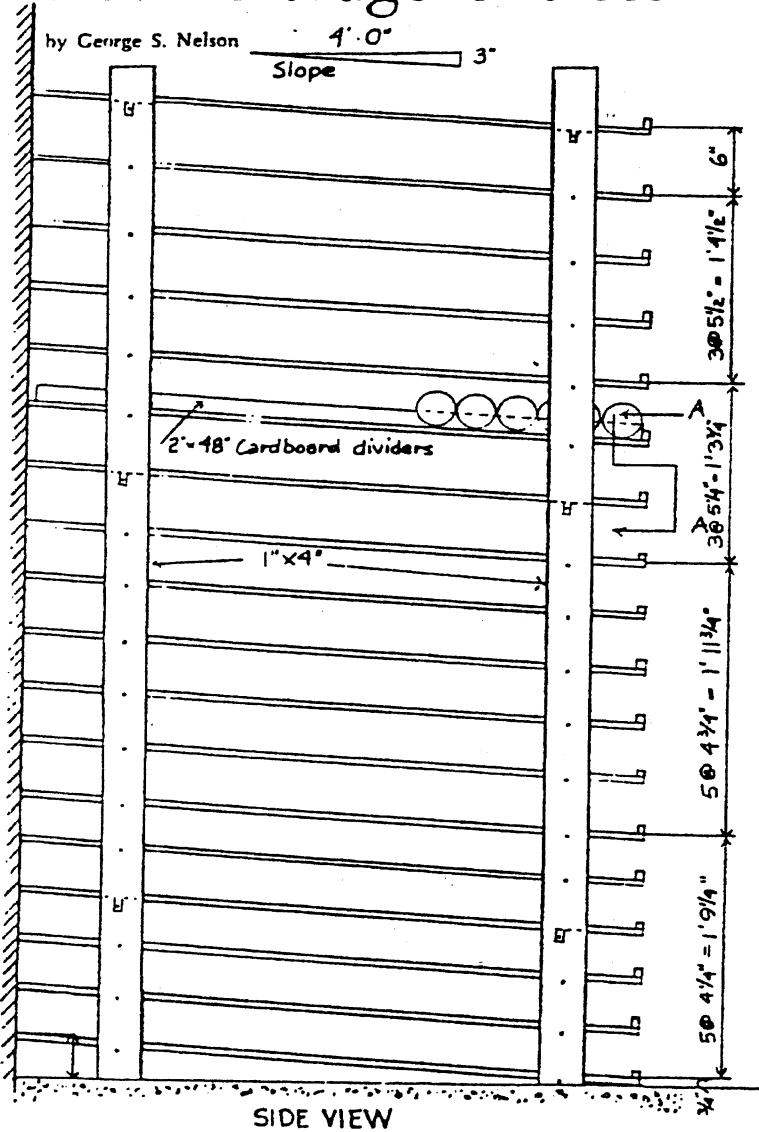 by George S. Nelson
4'·0"
3"
Slope
6"
3@5½" = 1'4½"
A
2"×48" Cardboard dividers
3@5¼" = 1'3¾
A
1"×4"
5@ 4¾" = 1' 11¾"
5@ 4¼" = 1'9¼"
¾"
SIDE VIEW